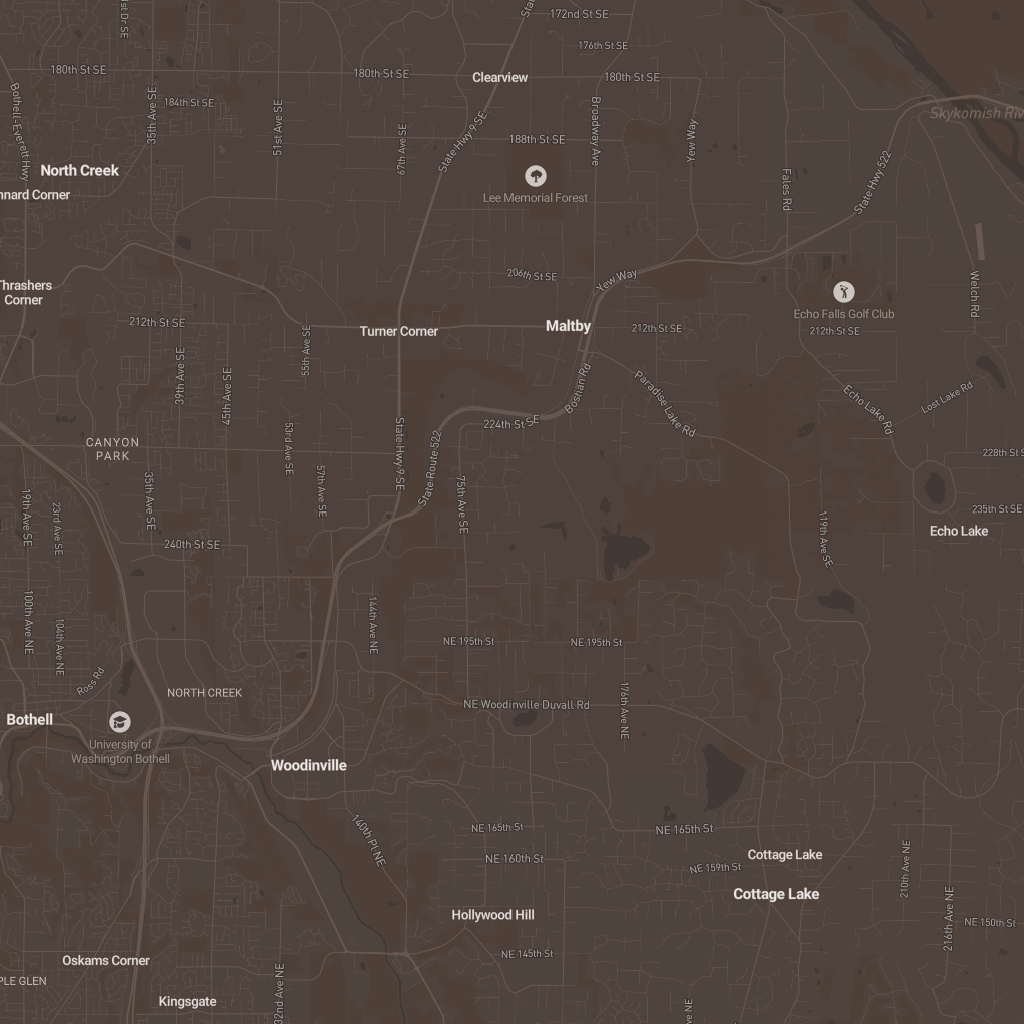 172nd St SE
176th St SE
180th St SE
180th St SE
Clearview
180th St SE
184th St SE
35th Ave SE
51st Ave SE
67th Ave SE
State Hwy 9 SE
188th St SE
Broadway Ave
Yew Way
Bothell-Everett Hwy
Skykomish Riv
North Creek
nnard Corner
Lee Memorial Forest
Fales Rd
State Hwy 522
206th St SE
Yew Way
Thrashers
Corner
Welch Rd
Echo Falls Golf Club
212th St SE
212th St SE
Turner Corner
Maltby
212th St SE
55th Ave SE
39th Ave SE
45th Ave SE
Bostian Rd
Paradise Lake Rd
Echo Lake Rd
Lost Lake Rd
224th St SE
CANYON
PARK
53rd Ave SE
State Hwy 9 SE
State Route 522
228th St S
57th Ave SE
35th Ave SE
75th Ave SE
19th Ave SE
23rd Ave SE
235th St SE
Echo Lake
119th Ave SE
240th St SE
100th Ave NE
104th Ave NE
144th Ave NE
NE 195th St
NE 195th St
Ross Rd
NORTH CREEK
NE Woodinville Duvall Rd
176th Ave NE
Bothell
University of
Washington Bothell
Woodinville
140th Pl NE
NE 165th St
NE 165th St
NE 160th St
Cottage Lake
NE 159th St
210th Ave NE
Cottage Lake
216th Ave NE
Hollywood Hill
NE 150th St
NE 145th St
Oskams Corner
PLE GLEN
Kingsgate
32nd Ave NE
e NE